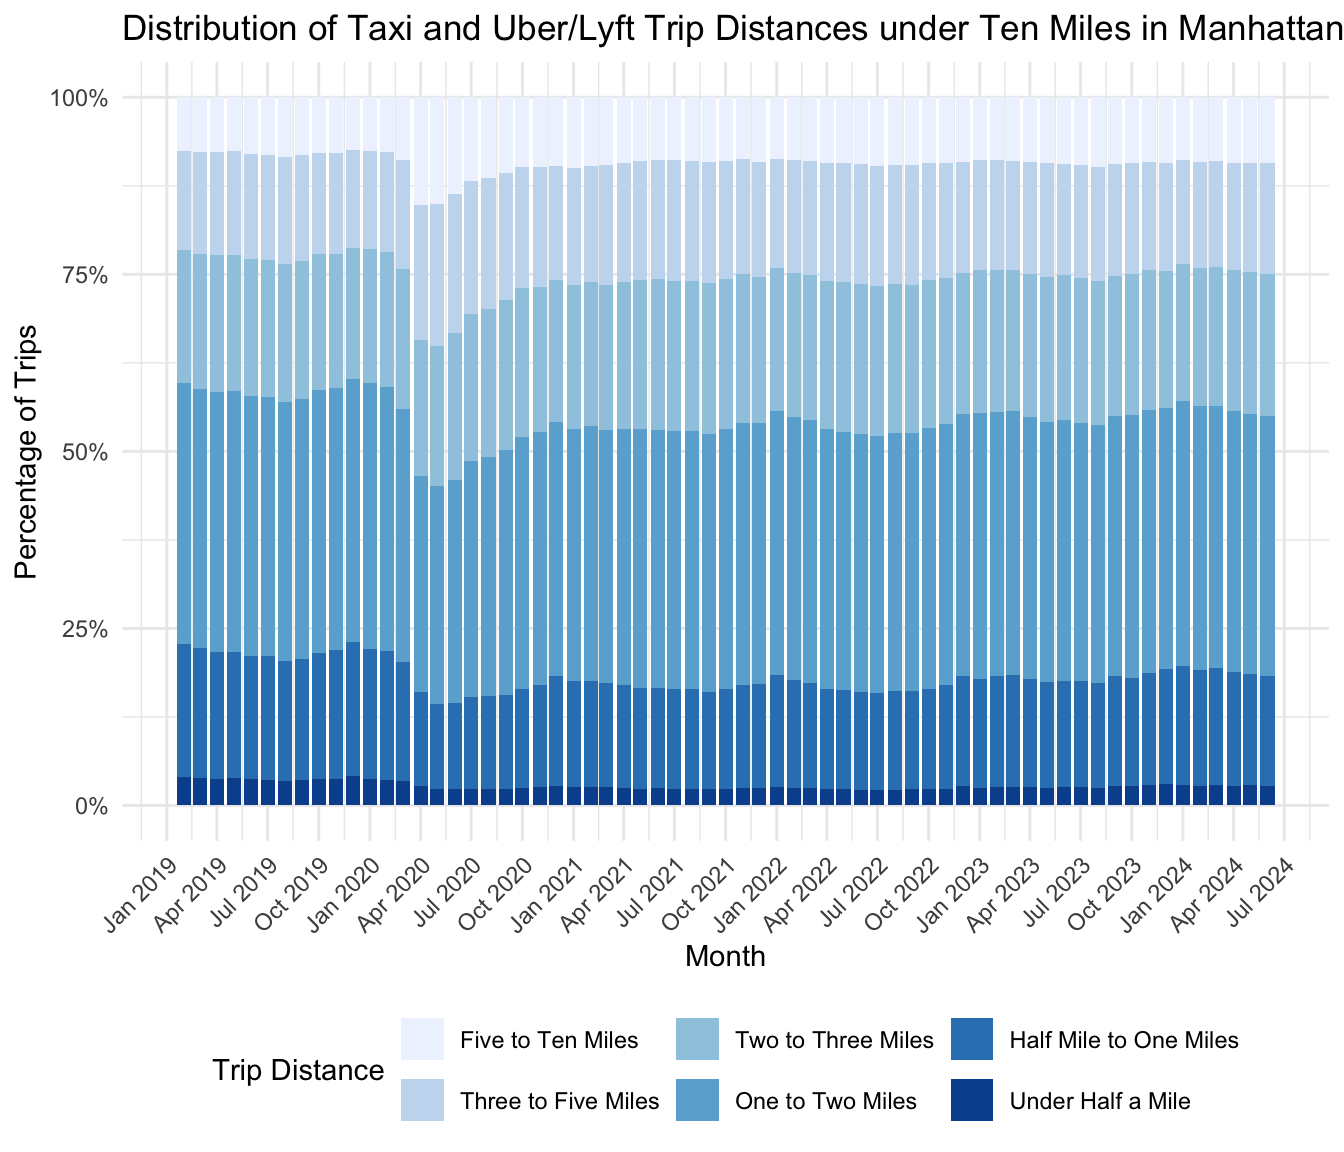 Distribution of Taxi and Uber/Lyft Trip Distances under Ten Miles in Manhattan
Percentage of Trips
100%
75%
50%
25%
0%
Jan 2019
Apr 2019
Jul 2019
Oct 2019
Jan 2020
Apr 2020
Jul 2020
Oct 2020
Jan 2021
Apr 2021
Jul 2021
Oct 2021
Jan 2022
Apr 2022
Jul 2022
Oct 2022
Jan 2023
Apr 2023
Jul 2023
Oct 2023
Jan 2024
Apr 2024
Jul 2024
Month
Trip Distance
Five to Ten Miles
Three to Five Miles
Two to Three Miles
One to Two Miles
Half Mile to One Miles
Under Half a Mile